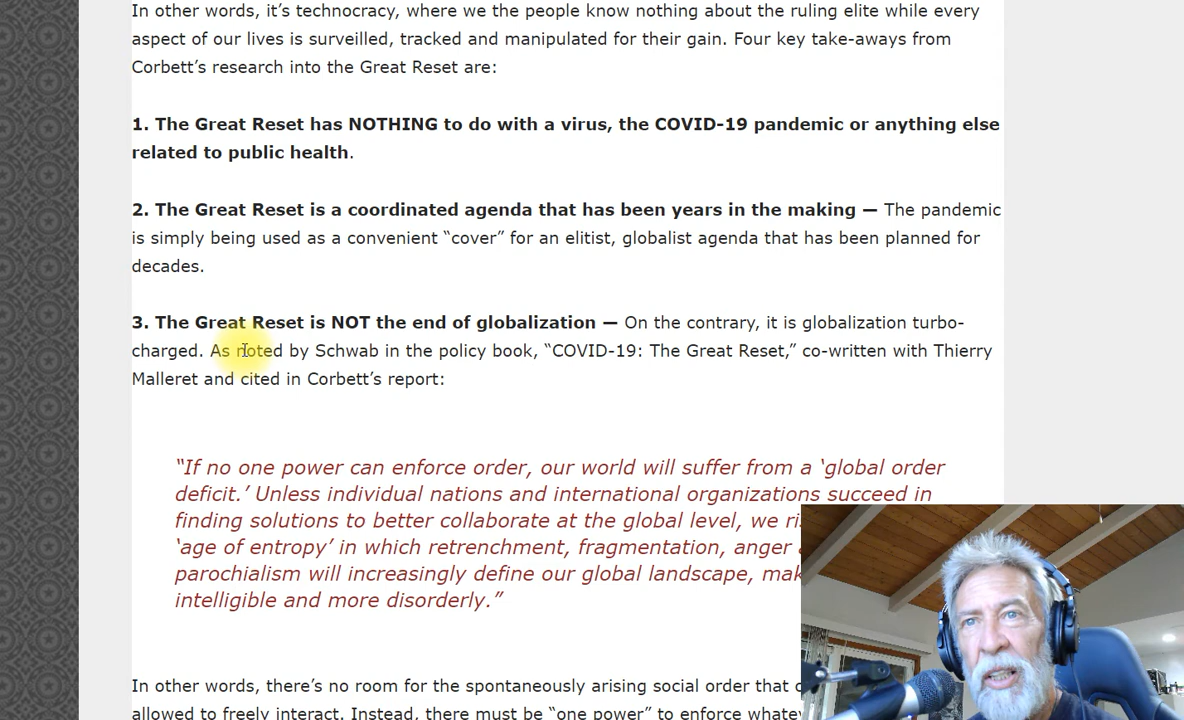 In other words, it’s technocracy, where we the people know nothing about the ruling elite while every
aspect of our lives is surveilled, tracked and manipulated for their gain. Four key take-aways from
Corbett’s research into the Great Reset are:
1. The Great Reset has NOTHING to do with a virus, the COVID-19 pandemic or anything else
related to public health.
2. The Great Reset is a coordinated agenda that has been years in the making — The pandemic
is simply being used as a convenient “cover” for an elitist, globalist agenda that has been planned for
decades.
3. The Great Reset is NOT the end of globalization — On the contrary, it is globalization turbo-
charged. As noted by Schwab in the policy book, “COVID-19: The Great Reset,” co-written with Thierry
Malleret and cited in Corbett’s report:
“If no one power can enforce order, our world will suffer from a ‘global order
deficit.’ Unless individual nations and international organizations succeed in
finding solutions to better collaborate at the global level, we
‘age of entropy’ in which retrenchment, fragmentation, anger
parochialism will increasingly define our global landscape,
intelligible and more disorderly.”
In other words, there’s no room for the spontaneously arising social order that
allowed to freely interact. Instead, there must be “one power” to enforce